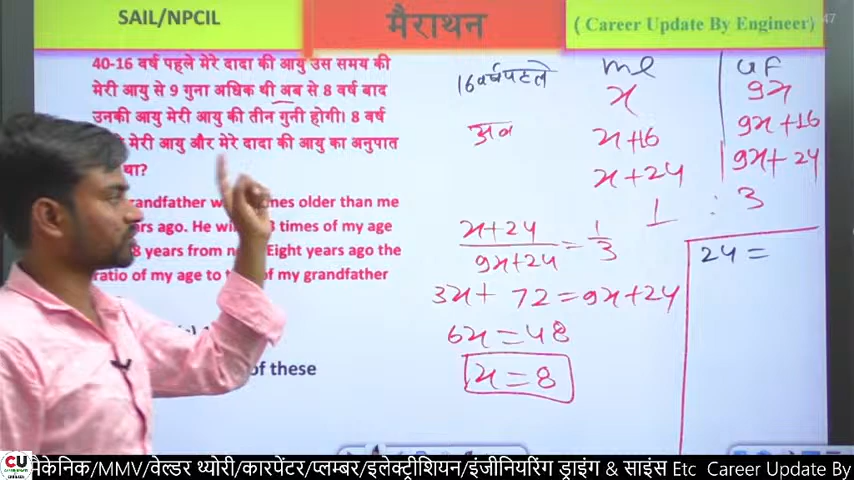 SAIL/NPCIL
मैराथन
( Career Update By Engineer)
47
40-16 वर्ष पहले मेरे दादा की आयु उस समय की
मेरी आयु से 9 गुना अधिक थी अब से 8 वर्ष बाद
उनकी आयु मेरी आयु की तीन गुनी होगी। 8 वर्ष
मेरी आयु और मेरे दादा की आयु का अनुपात
था?
grandfather
older than me
ago. He
3 times of my age
8 years from
Eight years ago the
ratio of my age to
of my grandfather
of these
16 वर्ष पहले
me
GF
x
9x
अब
x+16
9x+16
x+24
9x+24
1 : 3
x+24/9x+24 = 1/3
3x+ 72 = 9x+24
6x = 48
x = 8
24 =
CU
मैकेनिक/MMV/वेल्डर थ्योरी/कारपेंटर/प्लम्बर/इलेक्ट्रीशियन/इंजीनियरिंग ड्राइंग & साइंस Etc Career Update By